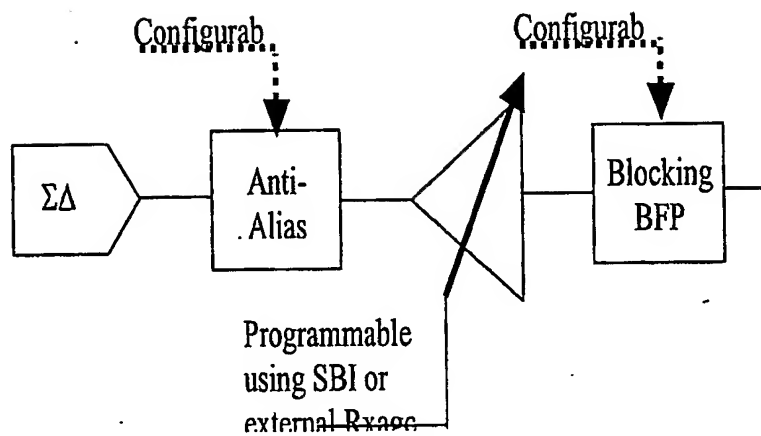 Configurab
Configurab
ΣΔ
Anti-
Alias
Blocking
BFP
Programmable
using SBI or
external Rxagc